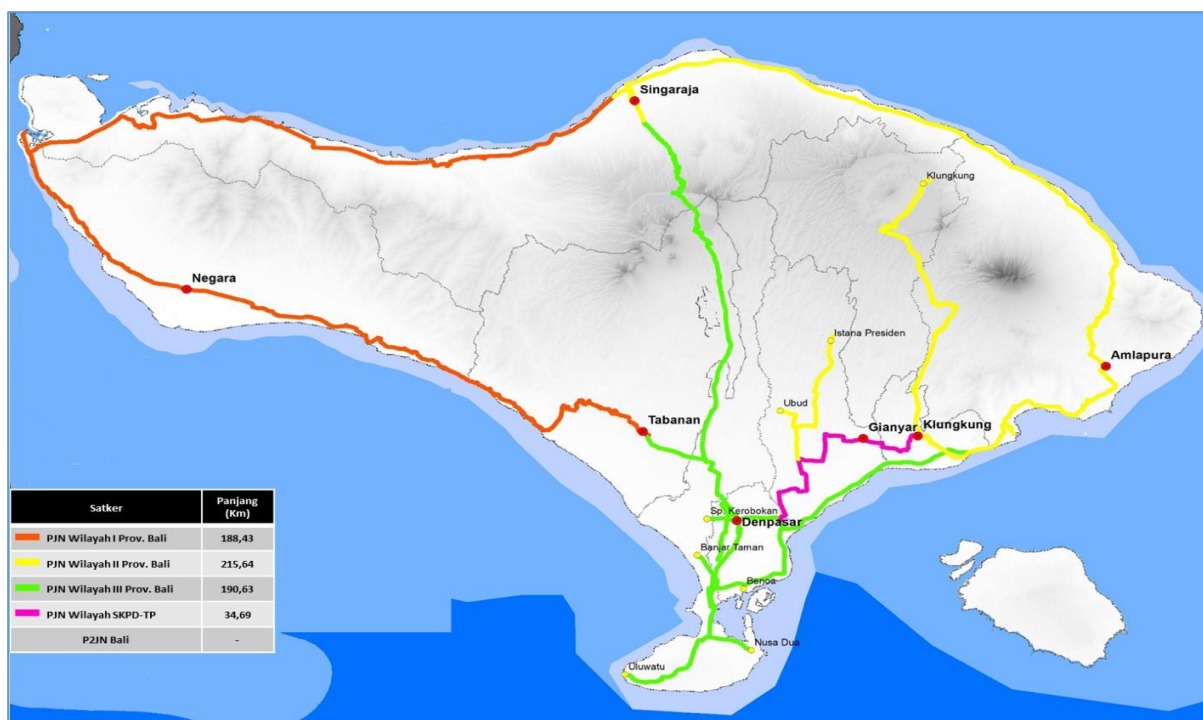 Singaraja
Klungkung
Negara
Istana Presiden
Amlapura
Ubud
Tabanan
Gianyar
Klungkung
Sp. Kerobokan
Denpasar
Banjar Taman
Benoa
Nusa Dua
Uluwatu
Satker Panjang
(Km)
PJN Wilayah I Prov. Bali 188,43
PJN Wilayah II Prov. Bali 215,64
PJN Wilayah III Prov. Bali 190,63
PJN Wilayah SKPD-TP 34,69
P2JN Bali -